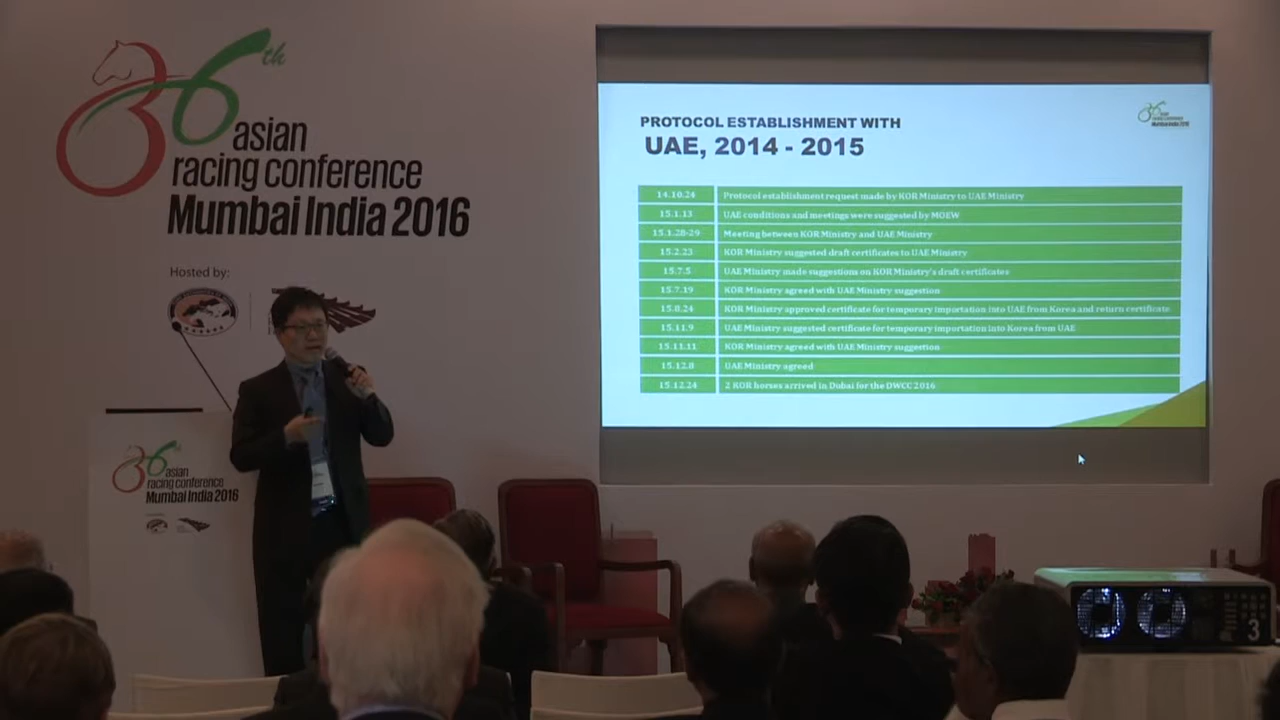 36th
asian
racing conference
Mumbai India 2016
Hosted by:
PROTOCOL ESTABLISHMENT WITH
UAE, 2014 - 2015
14.10.24 Protocol establishment request made by KOR Ministry to UAE Ministry
15.1.13 UAE conditions and meetings were suggested by MOEW
15.1.28-29 Meeting between KOR Ministry and UAE Ministry
15.2.23 KOR Ministry suggested draft certificates to UAE Ministry
15.7.5 UAE Ministry made suggestions on KOR Ministry's draft certificates
15.7.19 KOR Ministry agreed with UAE Ministry suggestion
15.8.24 KOR Ministry approved certificate for temporary importation into UAE from Korea and return certificate.
15.11.9 UAE Ministry suggested certificate for temporary importation into Korea from UAE
15.11.11 KOR Ministry agreed with UAE Ministry suggestion
15.12.8 UAE Ministry agreed
15.12.24 2 KOR horses arrived in Dubai for the DWCC 2016
36th
asian
racing conference
Mumbai India 2016
3